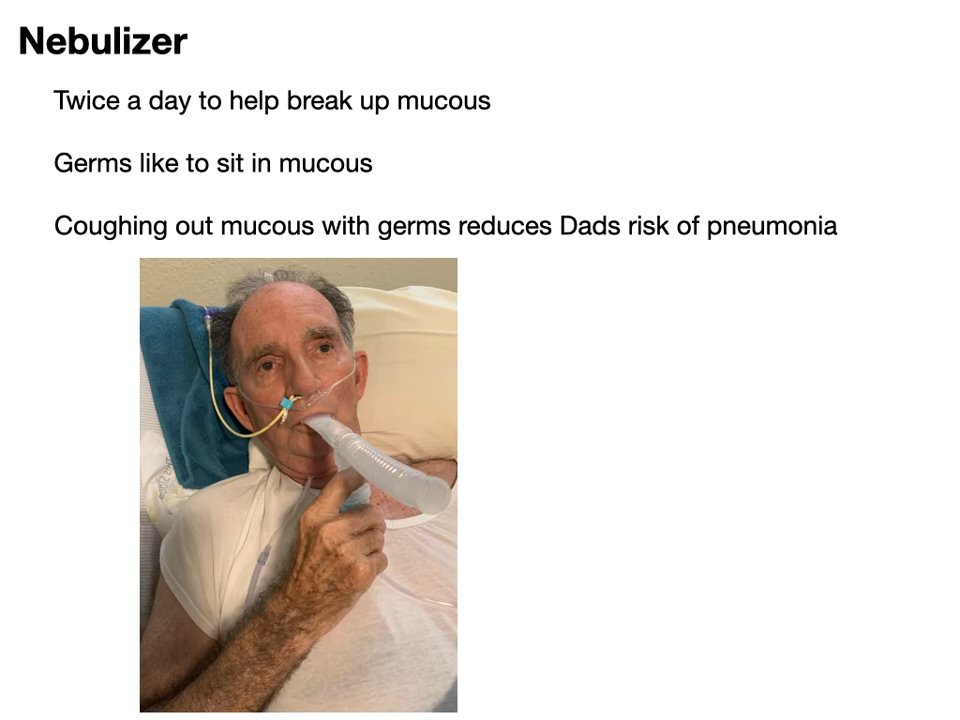 Nebulizer
Twice a day to help break up mucous
Germs like to sit in mucous
Coughing out mucous with germs reduces Dads risk of pneumonia